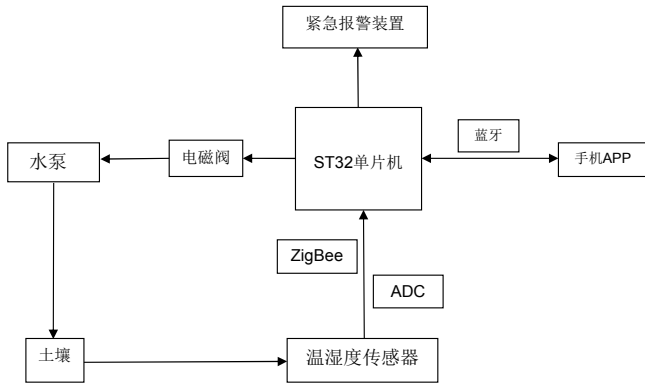 紧急报警装置
蓝牙
水泵
电磁阀
ST32单片机
手机APP
ZigBee
ADC
土壤
温湿度传感器